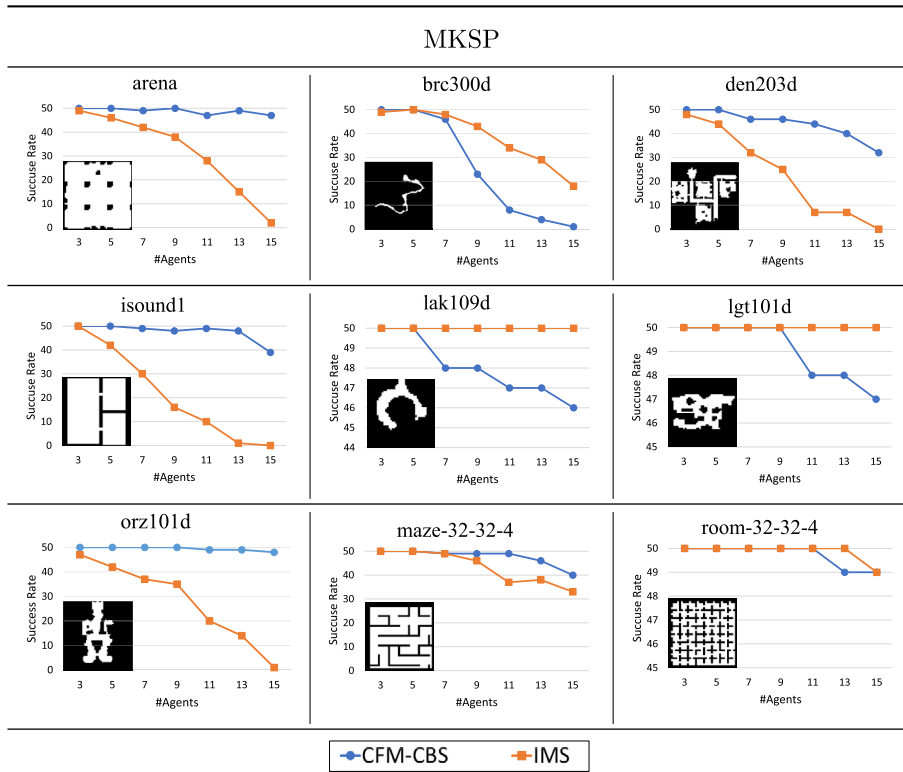 MKSP
arena
Succuse Rate
50
40
30
20
10
0
3 5 7 9 11 13 15
#Agents
brc300d
Succuse Rate
50
40
30
20
10
0
3 5 7 9 11 13 15
#Agents
den203d
Succuse Rate
50
40
30
20
10
0
3 5 7 9 11 13 15
#Agents
isound1
Succuse Rate
50
40
30
20
10
0
3 5 7 9 11 13 15
#Agents
lak109d
Succuse Rate
50
49
48
47
46
45
44
3 5 7 9 11 13 15
#Agents
lgt101d
Succuse Rate
50
49
48
47
46
45
3 5 7 9 11 13 15
#Agents
orz101d
Success Rate
50
40
30
20
10
0
3 5 7 9 11 13 15
#Agents
maze-32-32-4
Succuse Rate
50
40
30
20
10
0
3 5 7 9 11 13 15
#Agents
room-32-32-4
Succuse Rate
50
49
48
47
46
45
3 5 7 9 11 13 15
#Agents
CFM-CBS IMS